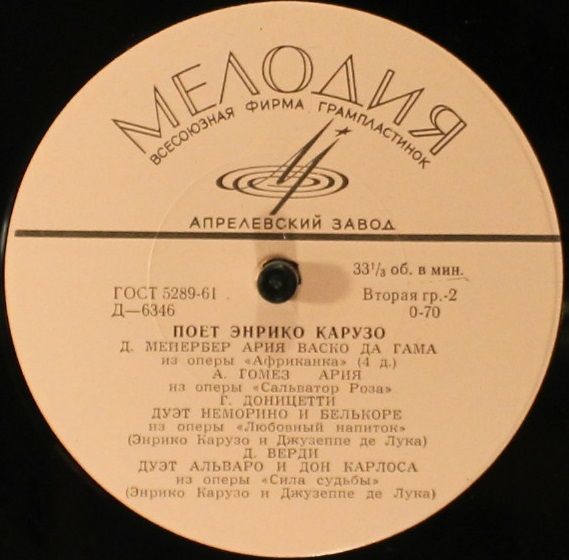 МЕЛОДИЯ
ВСЕСОЮЗНАЯ ФИРМА ГРАМПЛАСТИНОК
АПРЕЛЕВСКИЙ ЗАВОД
33⅓ об. в мин.
ГОСТ 5289-61 Вторая гр.-2
Д—6346 0-70
ПОЕТ ЭНРИКО КАРУЗО
Д. МЕЙЕРБЕР АРИЯ ВАСКО ДА ГАМА
из оперы «Африканка» (4 д.)
А. ГОМЕЗ АРИЯ
из оперы «Сальватор Роза»
Г. ДОНИЦЕТТИ
ДУЭТ НЕМОРИНО И БЕЛЬКОРЕ
из оперы «Любовный напиток»
(Энрико Карузо и Джузеппе де Лука)
Д. ВЕРДИ
ДУЭТ АЛЬВАРО И ДОН КАРЛОСА
из оперы «Сила судьбы»
(Энрико Карузо и Джузеппе де Лука)